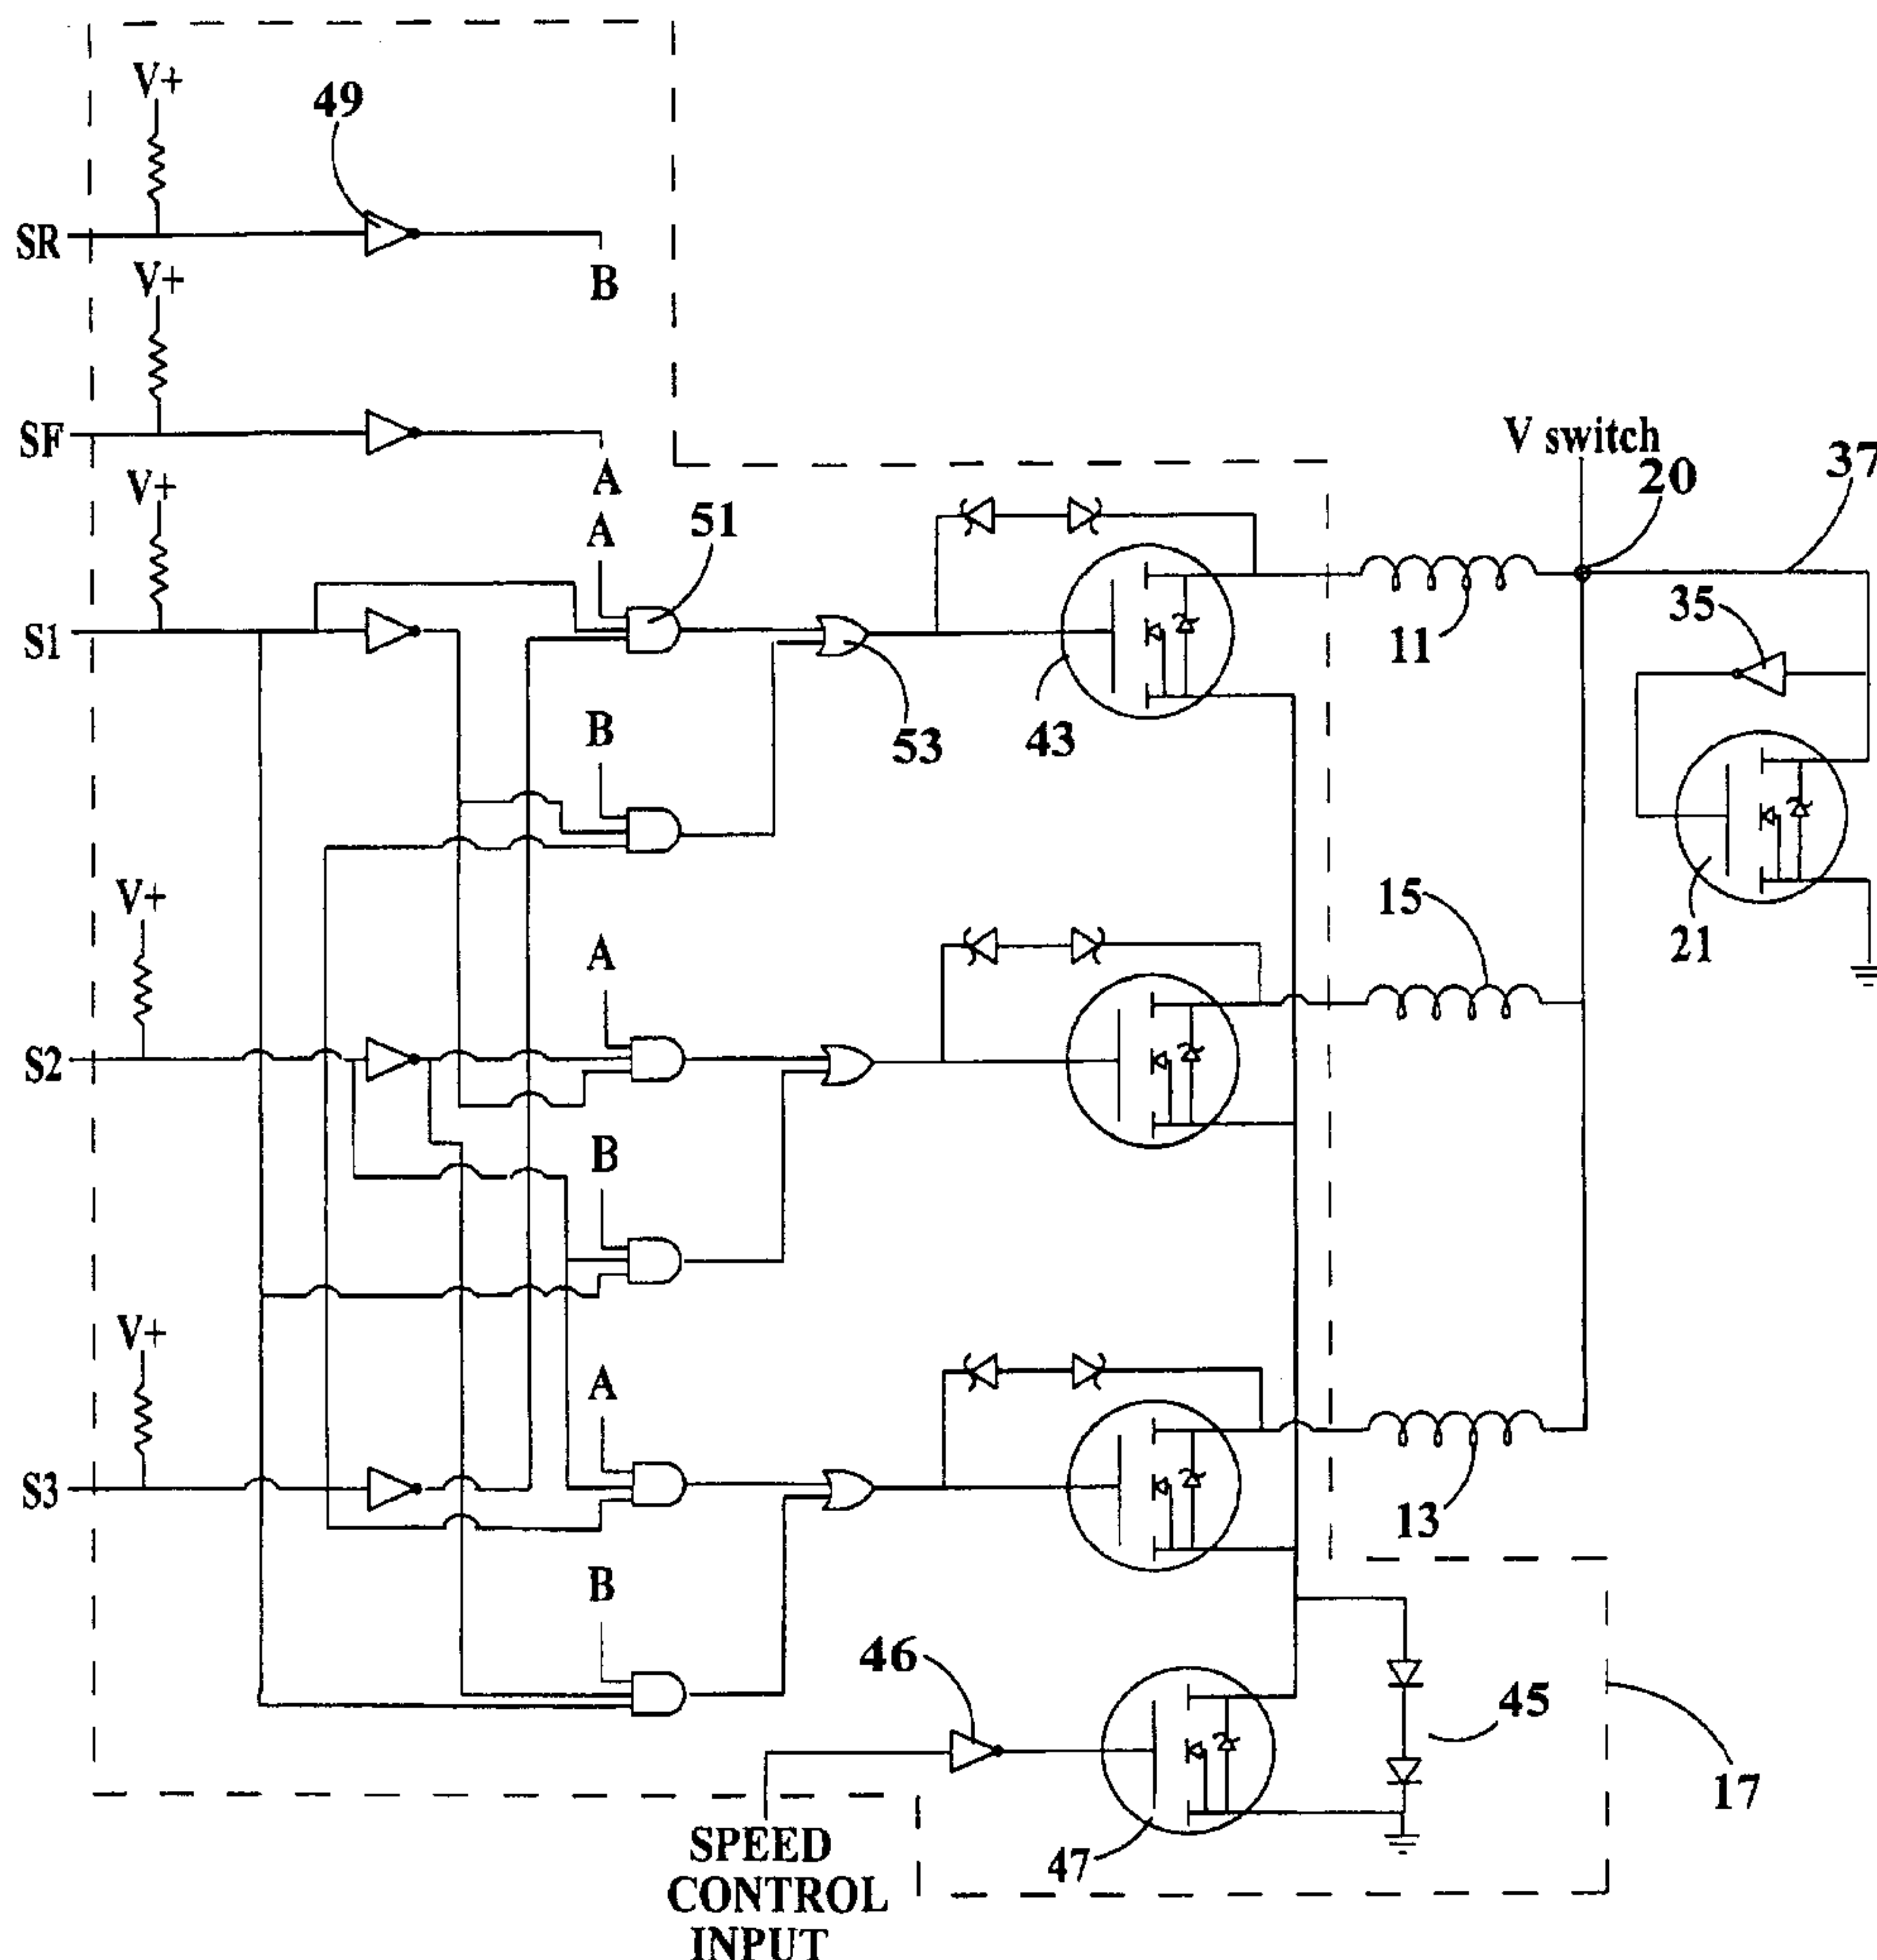 V+
49
SR
B
V+
SF
A
V switch
20
37
V+
A
51
35
S1
11
53
43
B
V+
15
21
A
S2
B
V+
A
S3
13
B
46
45
17
47
SPEED
CONTROL
INPUT